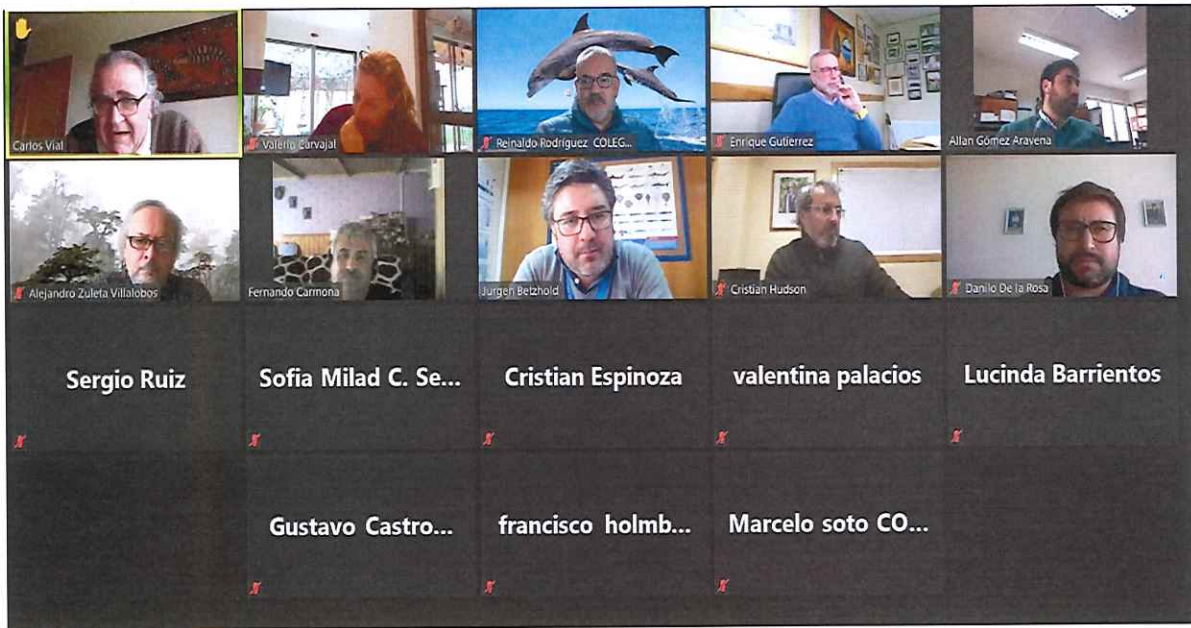 Carlos Vial
Valeria Carvajal
Reinaldo Rodríguez COLEG...
Enrique Gutierrez
Allan Gómez Aravena
Alejandro Zuleta Villalobos
Fernando Carmona
Jurgen Betzhold
Cristian Hudson
Danilo De la Rosa
Sergio Ruiz
Sofia Milad C. Se...
Cristian Espinoza
valentina palacios
Lucinda Barrientos
Gustavo Castro...
francisco holmb...
Marcelo soto CO...